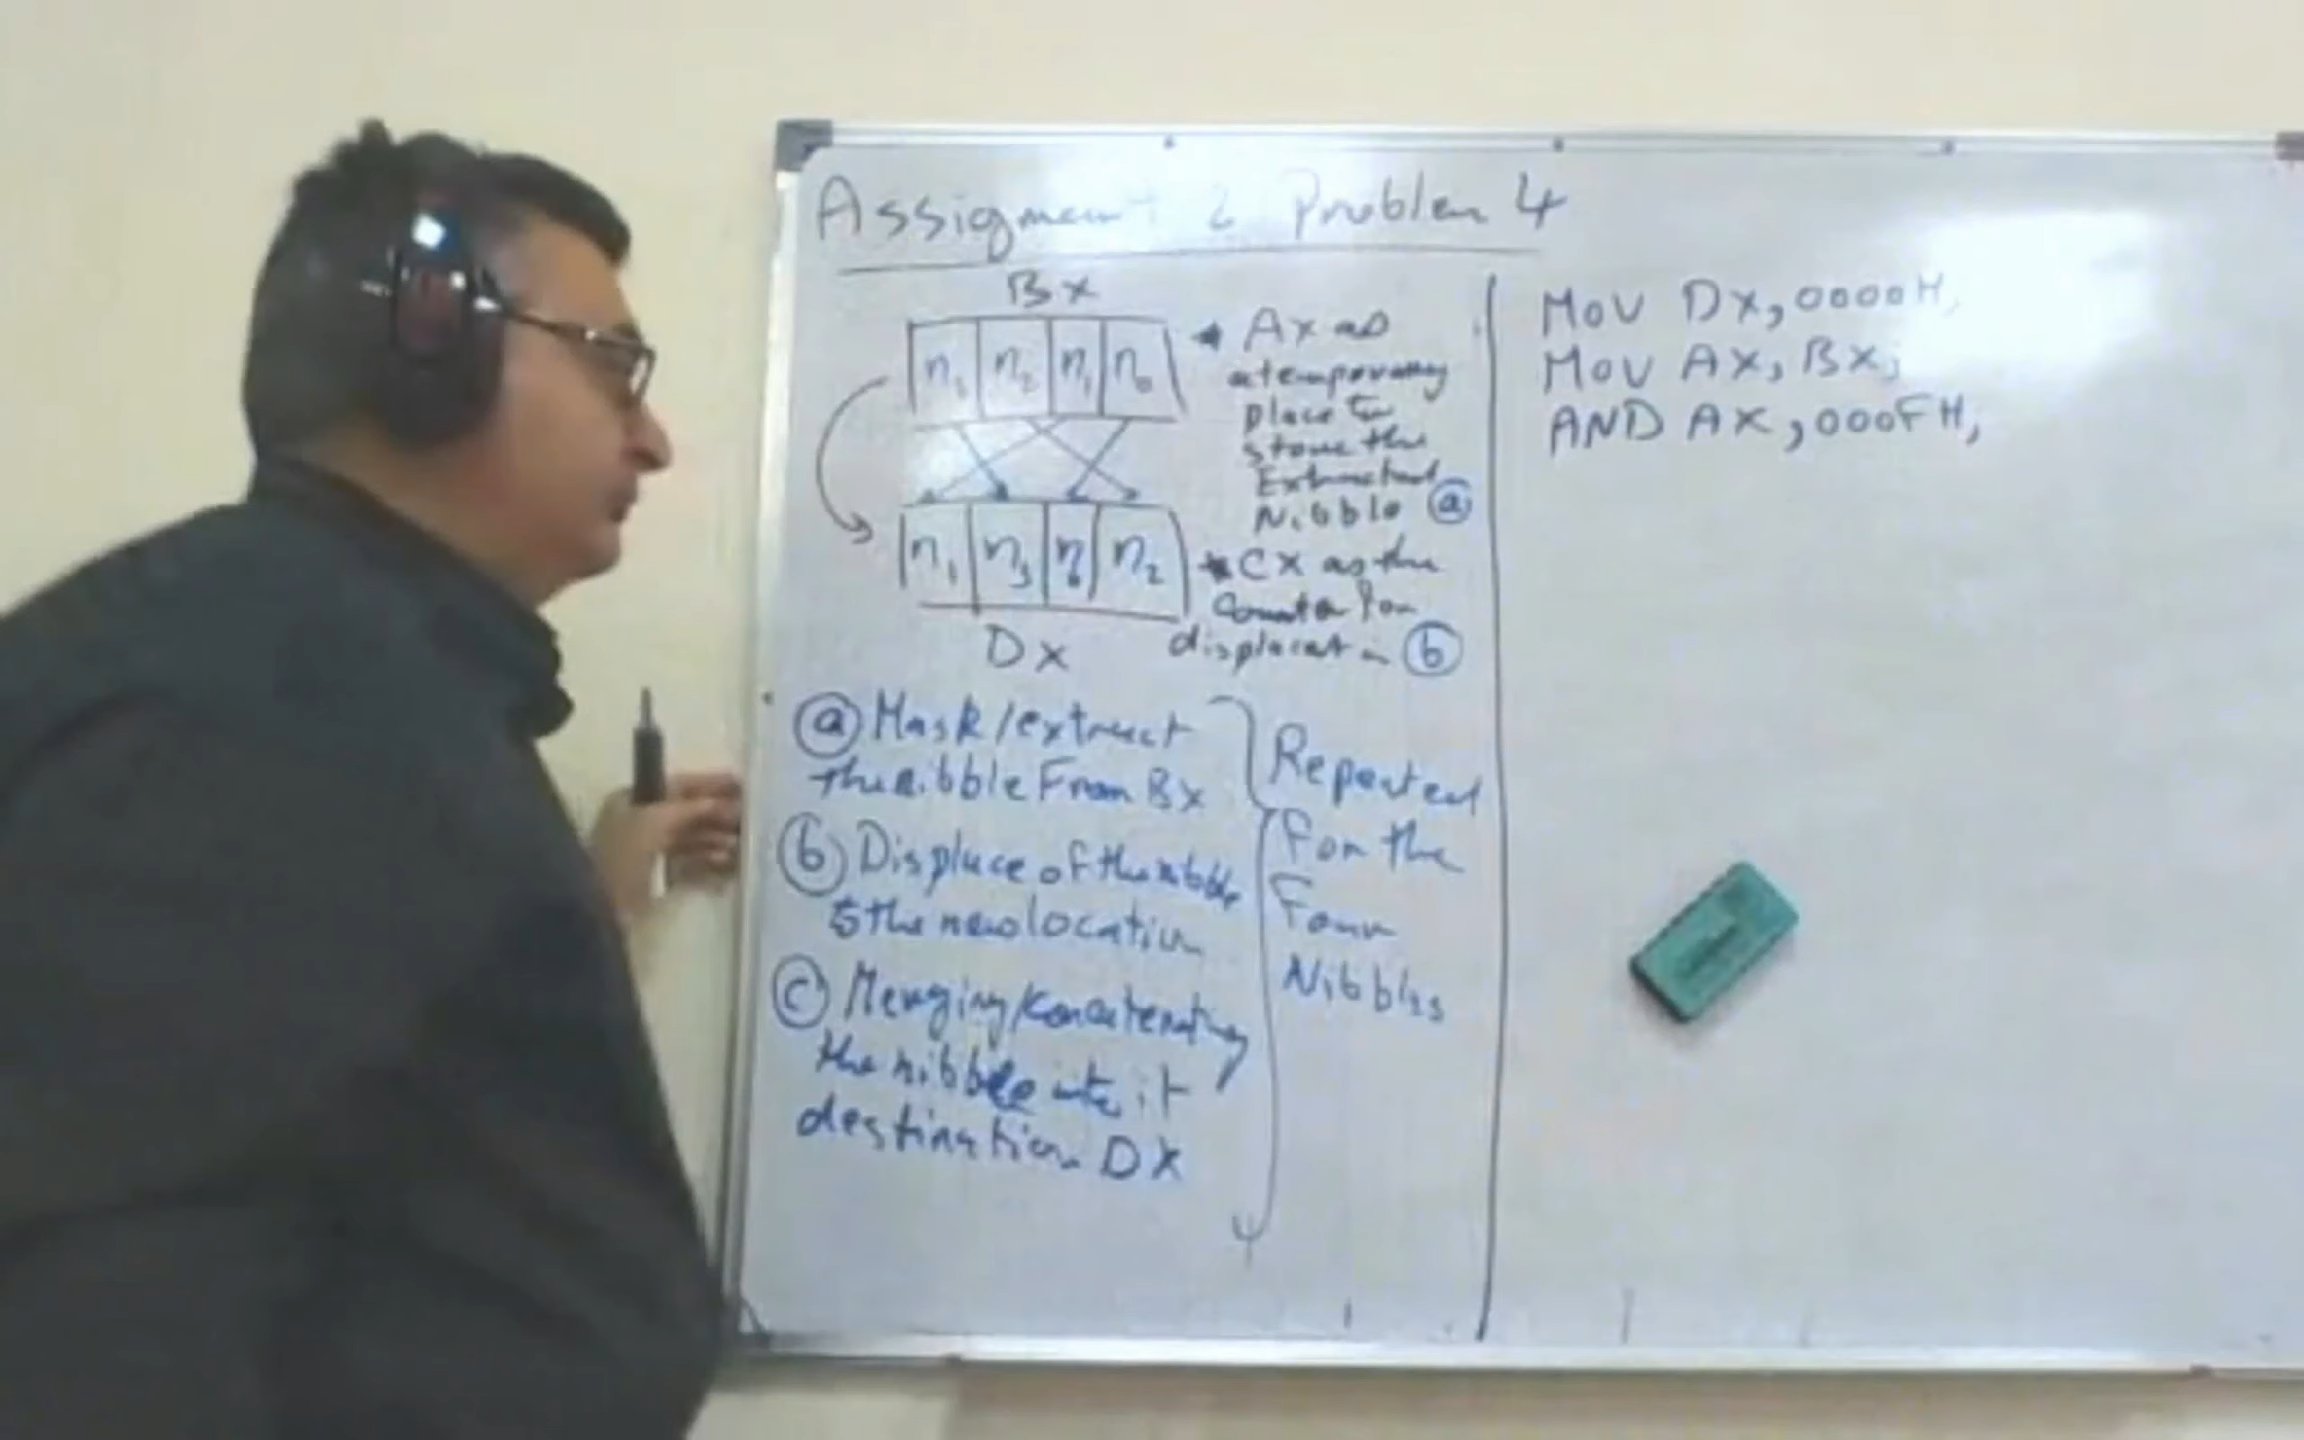 Assigment 2 Problem 4
Bx
n3 n2 n1 n0
n1 n3 n0 n2
Dx
* Ax as
a temporary
place to
store the
Extracted
Nibble (a)
* Cx as the
Counter for
displacat n (b)
(a) Mask/extract
the nibble From Bx
(b) Displace of the nibble
to the new location
(c) Merging/concatenating
the nibble into it
destination DX
Repeated
For the
Four
Nibbles
MOV DX,0000H,
MOV AX,BX;
AND AX,000FH,